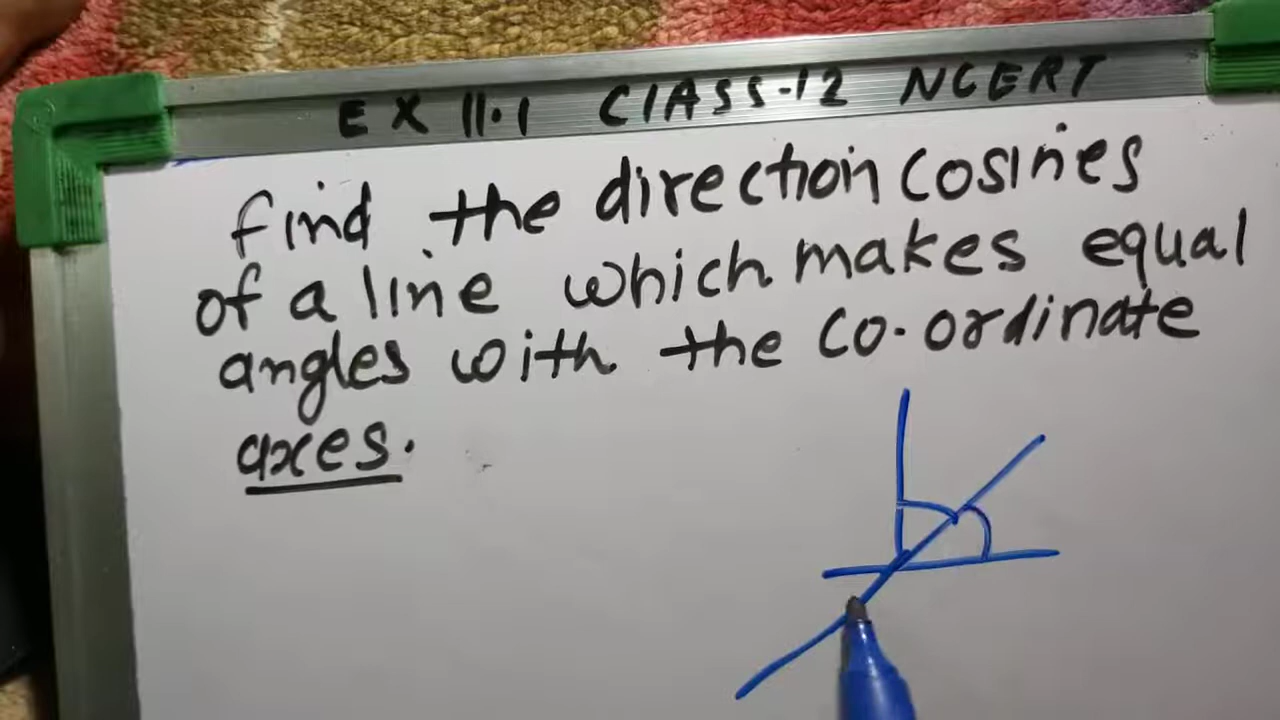 EX 11.1 CLASS-12 NCERT
find the direction cosines
of a line which makes equal
angles with the co-ordinate
axes.